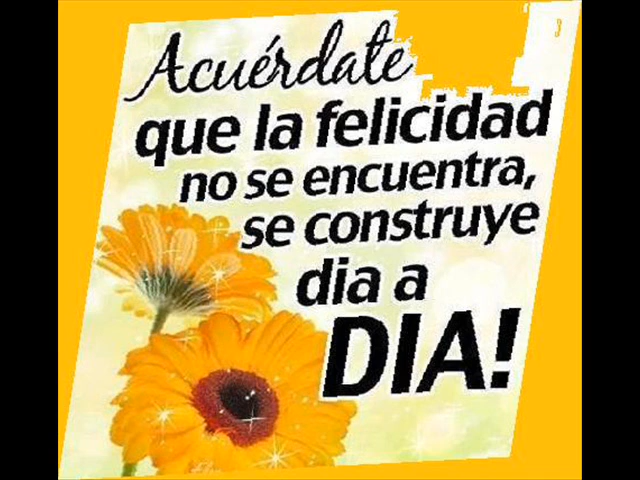 Acuérdate
que la felicidad
no se encuentra,
se construye
dia a
DIA!